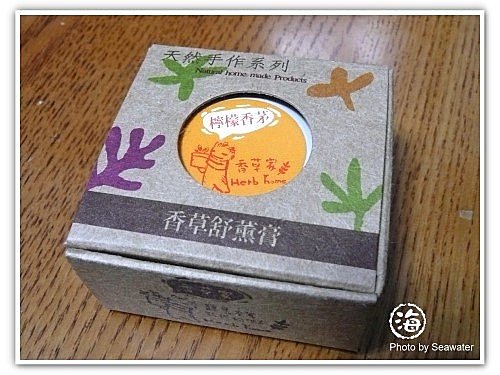 天然手作系列
Natural home-made Products
檸檬香茅
香草家
Herb home
香草舒薰膏
海
Photo by Seawater